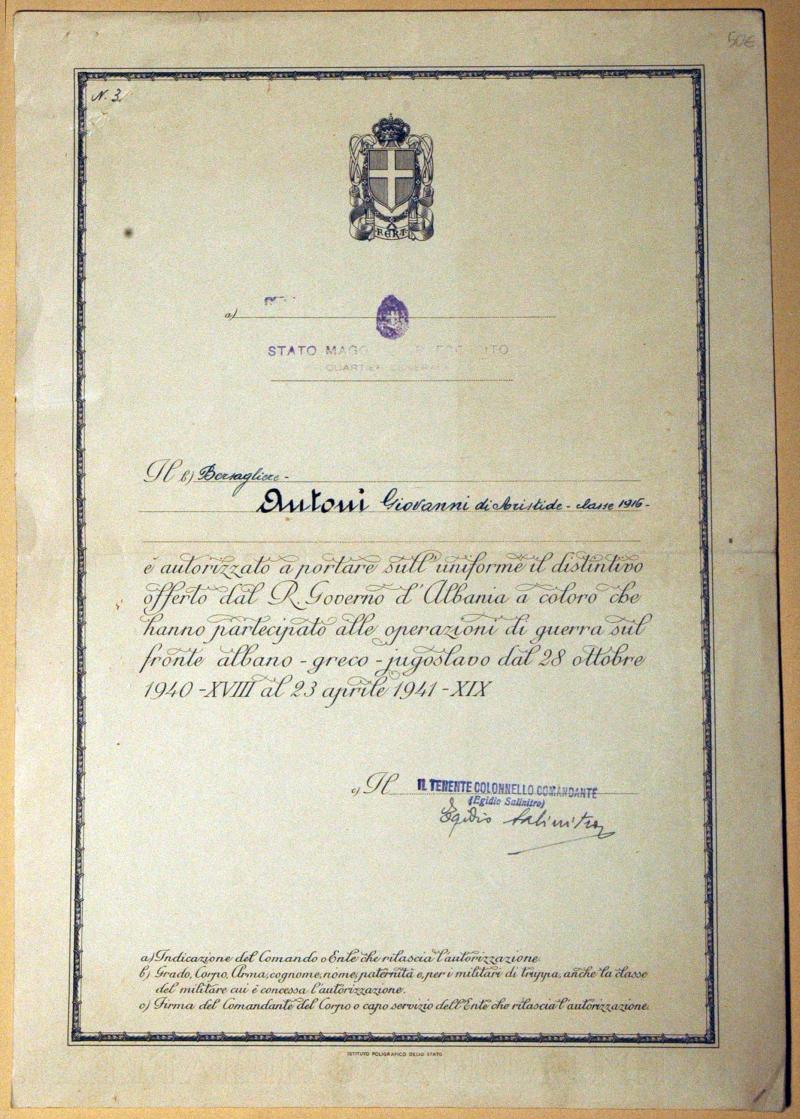 50€
N. 3.
FERT
a)
STATO MAGG
QUARTIER GENERALE
Il b) Bersagliere -
Antoni Giovanni di Aristide - classe 1916 -
è autorizzato a portare sull'uniforme il distintivo
offerto dal R. Governo d'Albania a coloro che
hanno partecipato alle operazioni di guerra sul
fronte albano - greco - jugoslavo dal 28 ottobre
1940 - XVIII al 23 aprile 1941 - XIX
c) Il IL TENENTE COLONNELLO COMANDANTE
(Egidio Salinitro)
Egidio Salinitro
a) Indicazione del Comando o Ente che rilascia l'autorizzazione.
b) Grado, Corpo, Arma, cognome, nome, paternità e, per i militari di truppa, anche la classe
del militare cui è concessa l'autorizzazione.
c) Firma del Comandante del Corpo o capo servizio dell'Ente che rilascia l'autorizzazione.
ISTITUTO POLIGRAFICO DELLO STATO